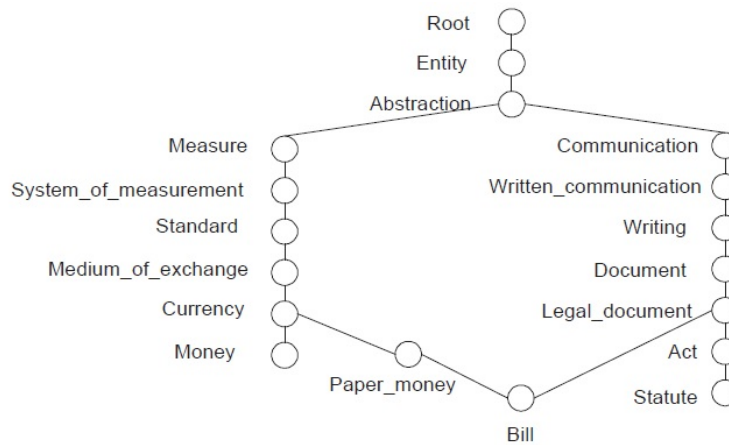 Root
Entity
Abstraction
Measure
Communication
System_of_measurement
Written_communication
Standard
Writing
Medium_of_exchange
Document
Currency
Legal_document
Money
Act
Paper_money
Statute
Bill